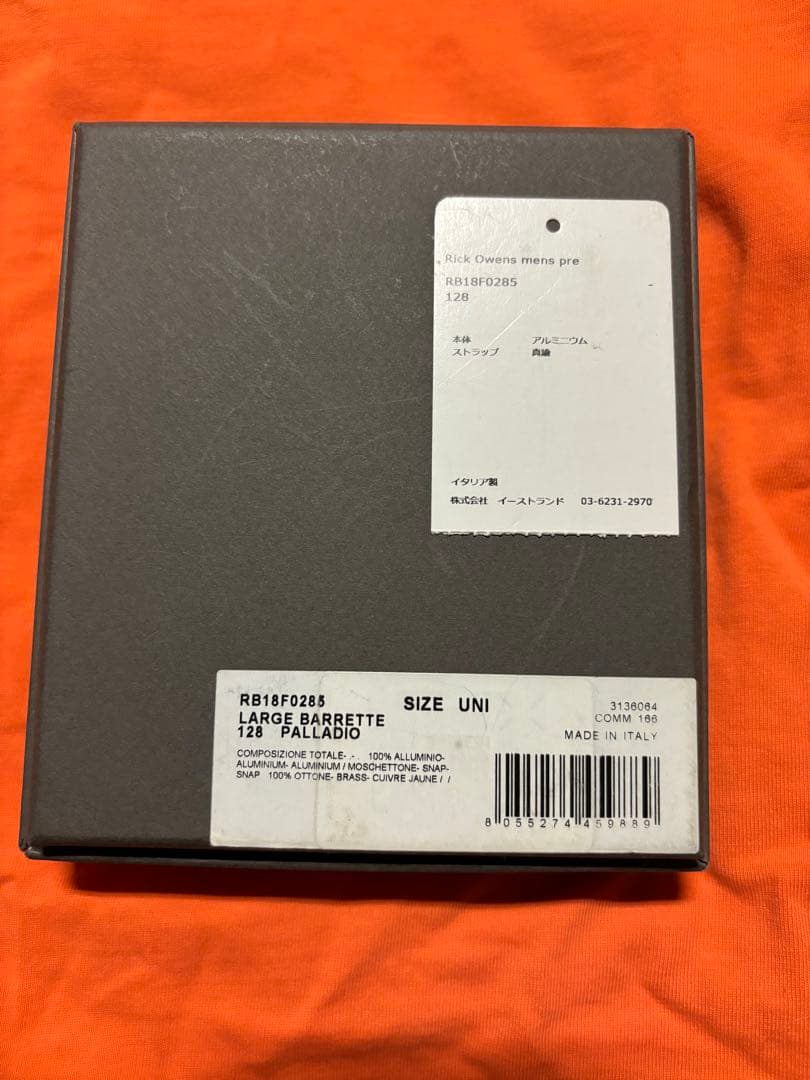 Rick Owens mens pre
RB18F0285
128
本体 アルミニウム
ストラップ 真鍮
イタリア製
株式会社 イーストランド 03-6231-2970
RB18F0285 SIZE UNI 3136064
LARGE BARRETTE COMM 166
128 PALLADIO MADE IN ITALY
COMPOSIZIONE TOTALE- .- . 100% ALLUMINIO-
ALUMINIUM- ALUMINIUM / MOSCHETTONE- SNAP-
SNAP 100% OTTONE- BRASS- CUIVRE JAUNE / /
8 055274 459889